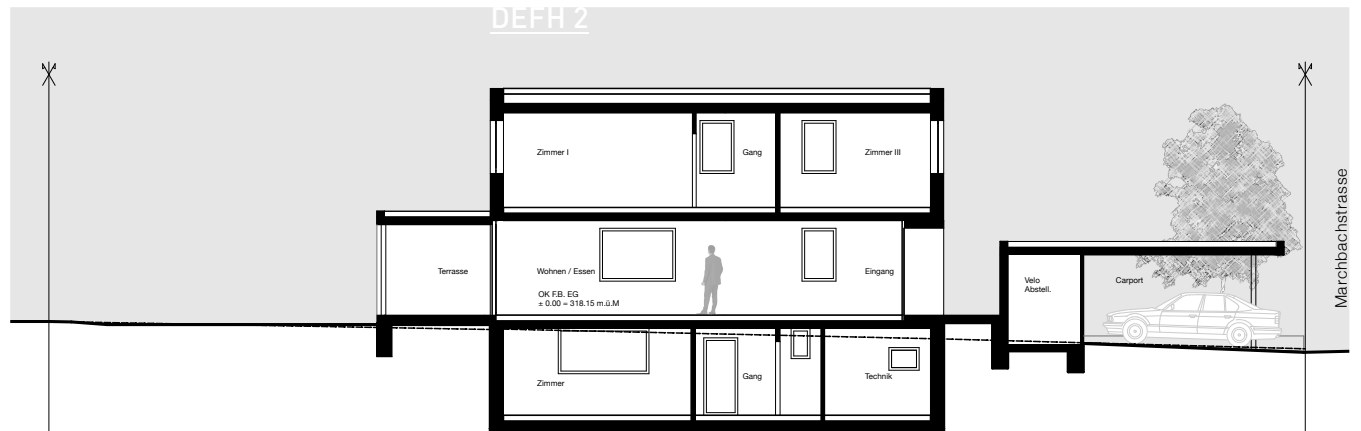 DEFH 2
Zimmer I
Gang
Zimmer III
Marchbachstrasse
Terrasse
Wohnen / Essen
Eingang
OK F.B. EG
± 0.00 = 318.15 m.ü.M
Velo
Abstell.
Carport
Zimmer
Gang
Technik